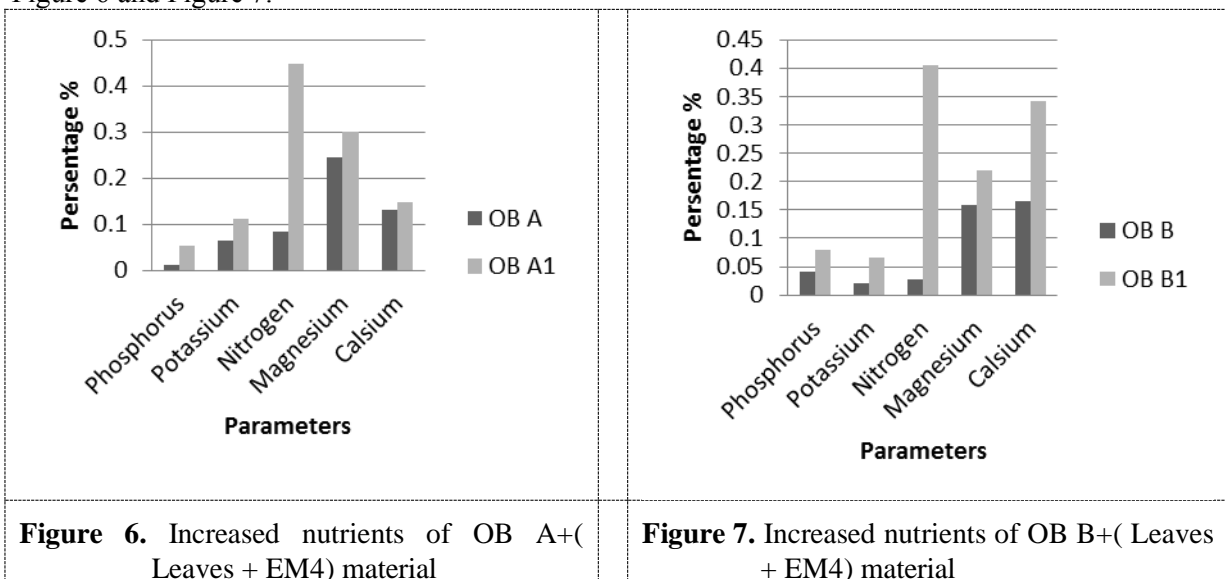 Figure 6 and Figure 7.
0.5
0.4
0.3
0.2
0.1
0
Persentage %
Phosphorus
Potassium
Nitrogen
Magnesium
Calsium
Parameters
OB A
OB A1
Figure 6. Increased nutrients of OB A+(
Leaves + EM4) material
0.45
0.4
0.35
0.3
0.25
0.2
0.15
0.1
0.05
0
Persentage %
Phosphorus
Potassium
Nitrogen
Magnesium
Calsium
Parameters
OB B
OB B1
Figure 7. Increased nutrients of OB B+( Leaves
+ EM4) material